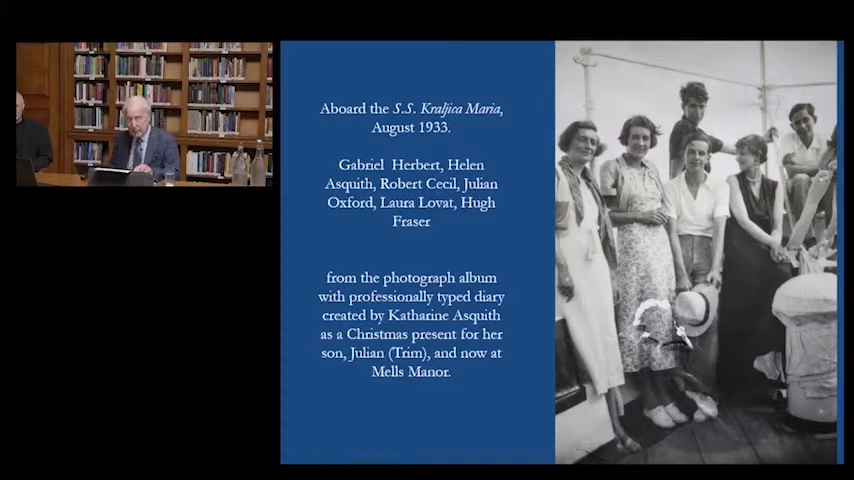 Aboard the S.S. Kraljica Maria,
August 1933.
Gabriel Herbert, Helen
Asquith, Robert Cecil, Julian
Oxford, Laura Lovat, Hugh
Fraser
from the photograph album
with professionally typed diary
created by Katharine Asquith
as a Christmas present for her
son, Julian (Trim), and now at
Mells Manor.